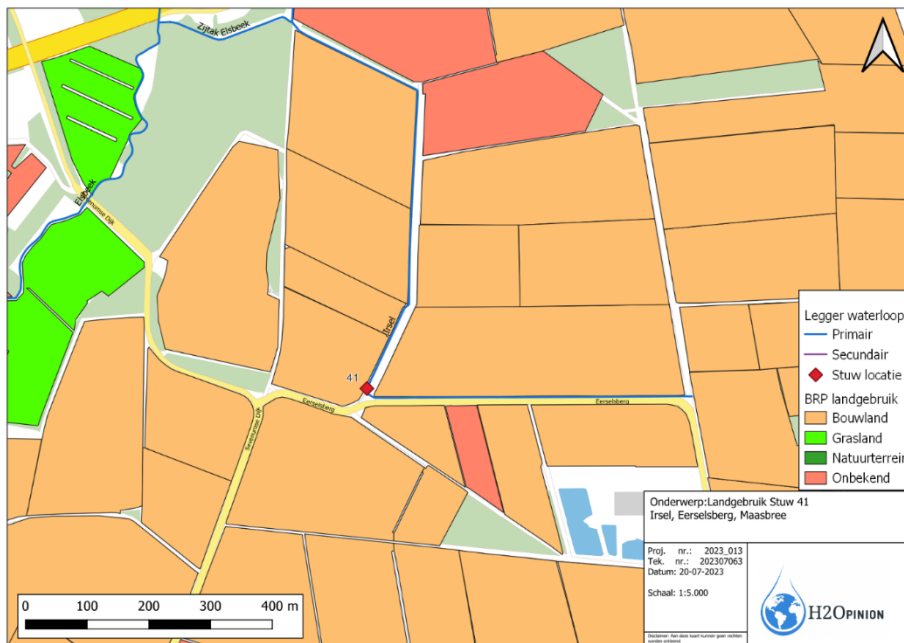 Zijtak Elsbeek
Elsbeek
Irsel
41
Eerselsberg
Eerselsberg
Legger waterloop
Primair
Secundair
Stuw locatie
BRP landgebruik
Bouwland
Grasland
Natuurterrein
Onbekend
Onderwerp:Landgebruik Stuw 41
Irsel, Eerselsberg, Maasbree
Proj. nr.: 2023_013
Tek. nr.: 202307063
Datum: 20-07-2023
Schaal: 1:5.000
H2OPINION
0 100 200 300 400 m